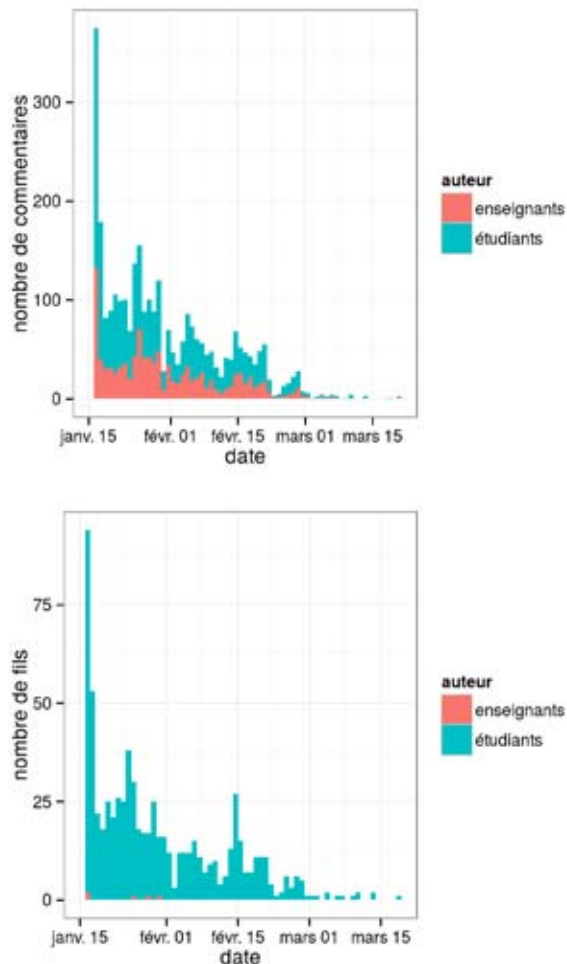 nombre de commentaires
300
200
100
0
janv. 15 févr. 01 févr. 15 mars 01 mars 15
date
auteur
enseignants
étudiants
nombre de fils
75
50
25
0
janv. 15 févr. 01 févr. 15 mars 01 mars 15
date
auteur
enseignants
étudiants